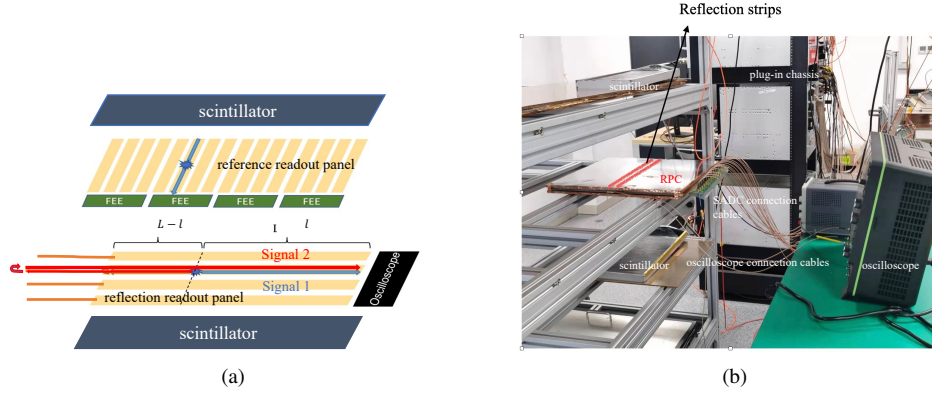 Reflection strips
scintillator
reference readout panel
FEE FEE FEE FEE
L − l
l
Signal 2
Signal 1
reflection readout panel
Oscilloscope
scintillator
(a)
plug-in chassis
scintillator
RPC
SADC connection
cables
scintillator
oscilloscope connection cables
oscilloscope
(b)